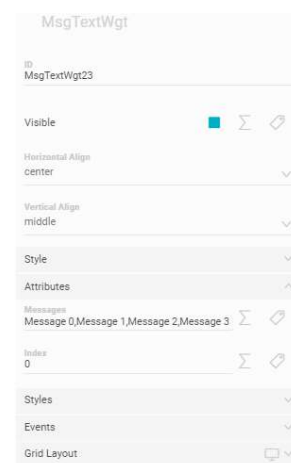 MsgTextWgt
ID
MsgTextWgt23
Visible
Horizontal Align
center
Vertical Align
middle
Style
Attributes
Messages
Message 0,Message 1,Message 2,Message 3
Index
0
Styles
Events
Grid Layout